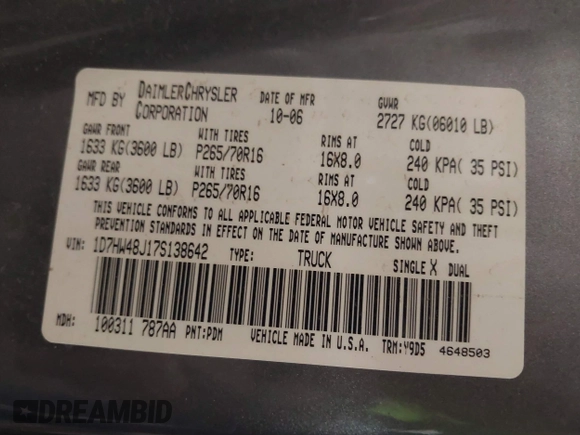 MFD BY DAIMLERCHRYSLER CORPORATION DATE OF MFR 10-06 GVWR 2727 KG(06010 LB)
GAWR FRONT WITH TIRES RIMS AT COLD
1633 KG(3600 LB) P265/70R16 16X8.0 240 KPA( 35 PSI)
GAWR REAR WITH TIRES RIMS AT COLD
1633 KG(3600 LB) P265/70R16 16X8.0 240 KPA( 35 PSI)
THIS VEHICLE CONFORMS TO ALL APPLICABLE FEDERAL MOTOR VEHICLE SAFETY AND THEFT
PREVENTION STANDARDS IN EFFECT ON THE DATE OF MANUFACTURE SHOWN ABOVE.
VIN: 1D7HW48J17S138642 TYPE: TRUCK SINGLE X DUAL
MDH: 100311 787AA PNT:PDM VEHICLE MADE IN U.S.A. TRM:Y9D5 4648503
DREAMBID